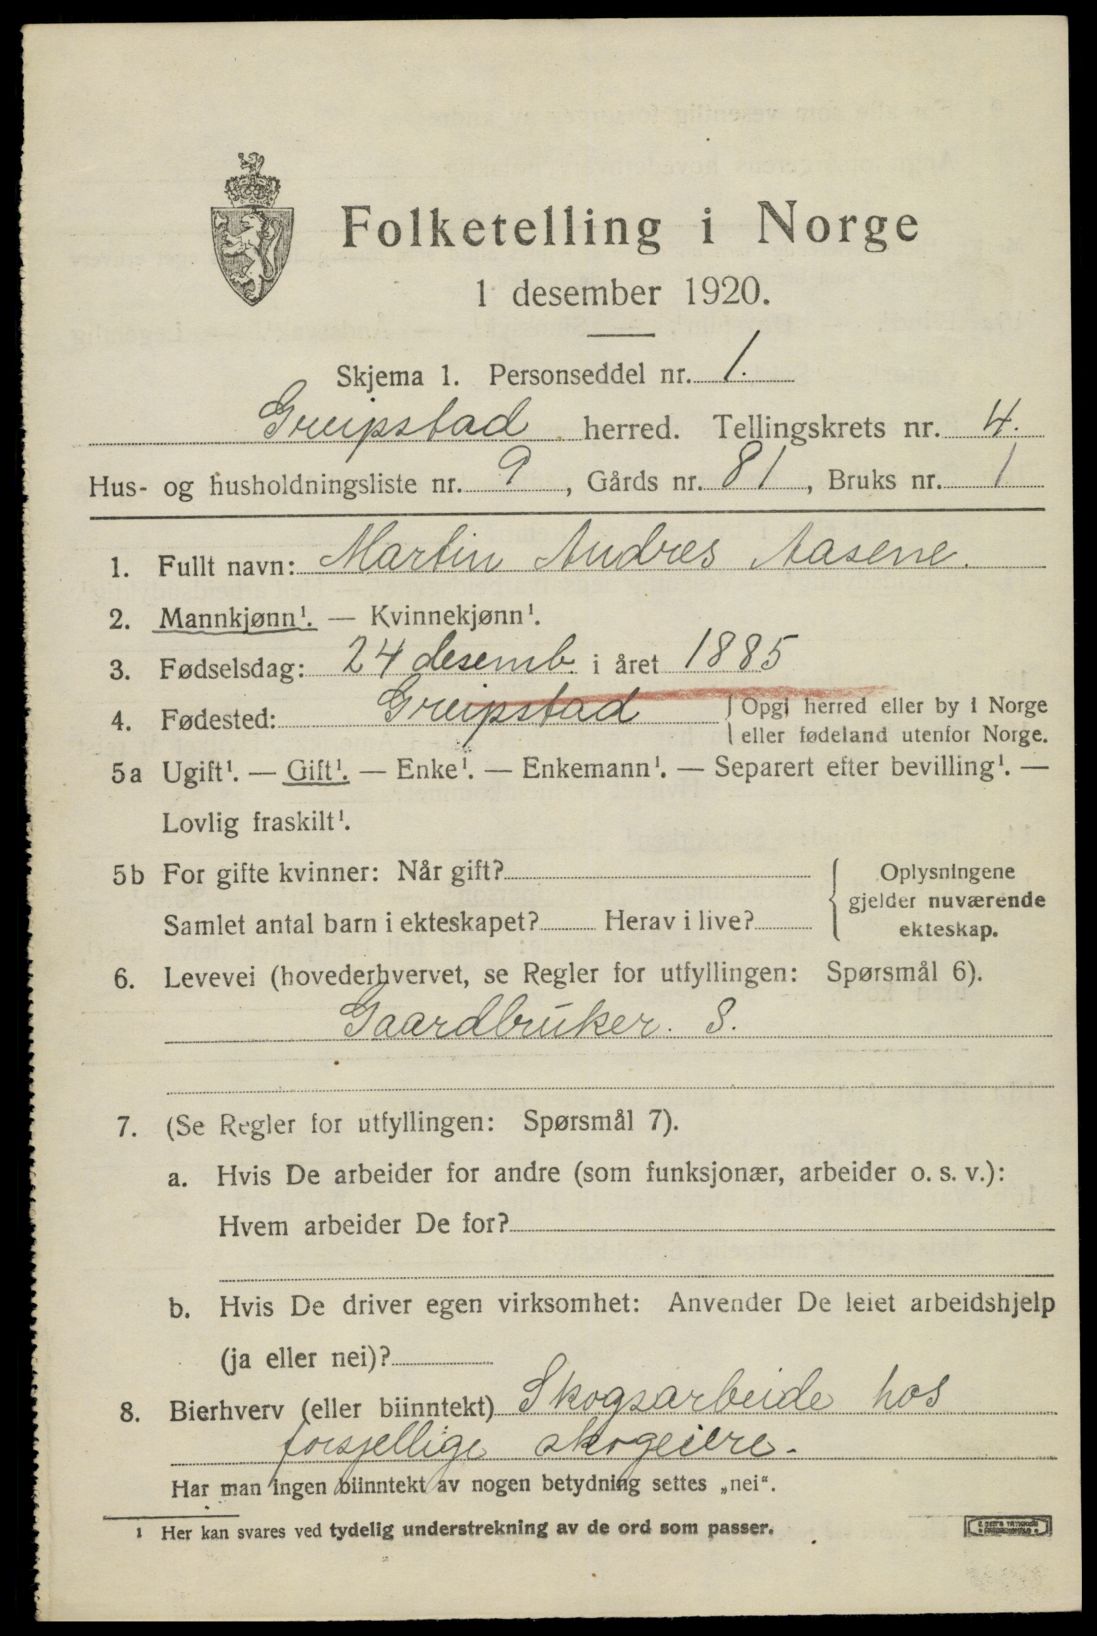 Folketelling i Norge
1 desember 1920.
Skjema 1. Personseddel nr. 1.
Greipstad herred. Tellingskrets nr. 4.
Hus- og husholdningsliste nr. 9, Gårds nr. 81, Bruks nr. 1
1. Fullt navn: Martin Andres Aasene.
2. Mannkjønn¹. — Kvinnekjønn¹.
3. Fødselsdag: 24 desemb. i året 1885
4. Fødested: Greipstad } Opgi herred eller by i Norge
eller fødeland utenfor Norge.
5a Ugift¹. — Gift¹. — Enke¹. — Enkemann¹. — Separert efter bevilling¹. —
Lovlig fraskilt¹.
5b For gifte kvinner: Når gift?
Samlet antal barn i ekteskapet? Herav i live?
{ Oplysningene
gjelder nuværende
ekteskap.
6. Levevei (hovederhvervet, se Regler for utfyllingen: Spørsmål 6).
Gaardbruker. S.
7. (Se Regler for utfyllingen: Spørsmål 7).
a. Hvis De arbeider for andre (som funksjonær, arbeider o. s. v.):
Hvem arbeider De for?
b. Hvis De driver egen virksomhet: Anvender De leiet arbeidshjelp
(ja eller nei)?
8. Bierhverv (eller biinntekt) Skogsarbeide hos
forsjellige skogeiere.
Har man ingen biinntekt av nogen betydning settes „nei“.
¹ Her kan svares ved tydelig understrekning av de ord som passer.